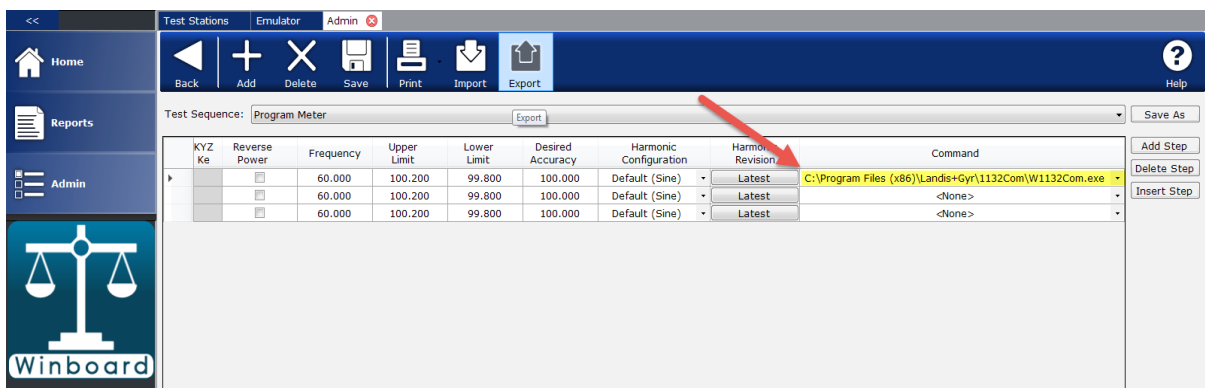 <<
Test Stations Emulator Admin
Home
Reports
Admin
Winboard
Back Add Delete Save Print Import Export
Help
Test Sequence: Program Meter
Export
Save As
KYZ Ke Reverse Power Frequency Upper Limit Lower Limit Desired Accuracy Harmonic Configuration Harmonic Revision Command
60.000 100.200 99.800 100.000 Default (Sine) Latest C:\Program Files (x86)\Landis+Gyr\1132Com\W1132Com.exe
60.000 100.200 99.800 100.000 Default (Sine) Latest <None>
60.000 100.200 99.800 100.000 Default (Sine) Latest <None>
Add Step
Delete Step
Insert Step